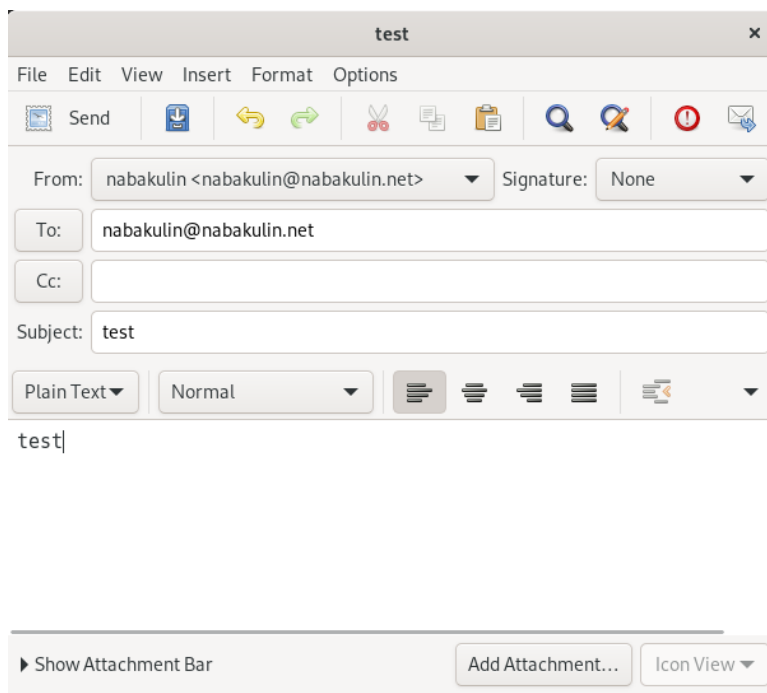 test
File Edit View Insert Format Options
Send
From: nabakulin <nabakulin@nabakulin.net> Signature: None
To: nabakulin@nabakulin.net
Cc:
Subject: test
Plain Text Normal
test
Show Attachment Bar Add Attachment... Icon View